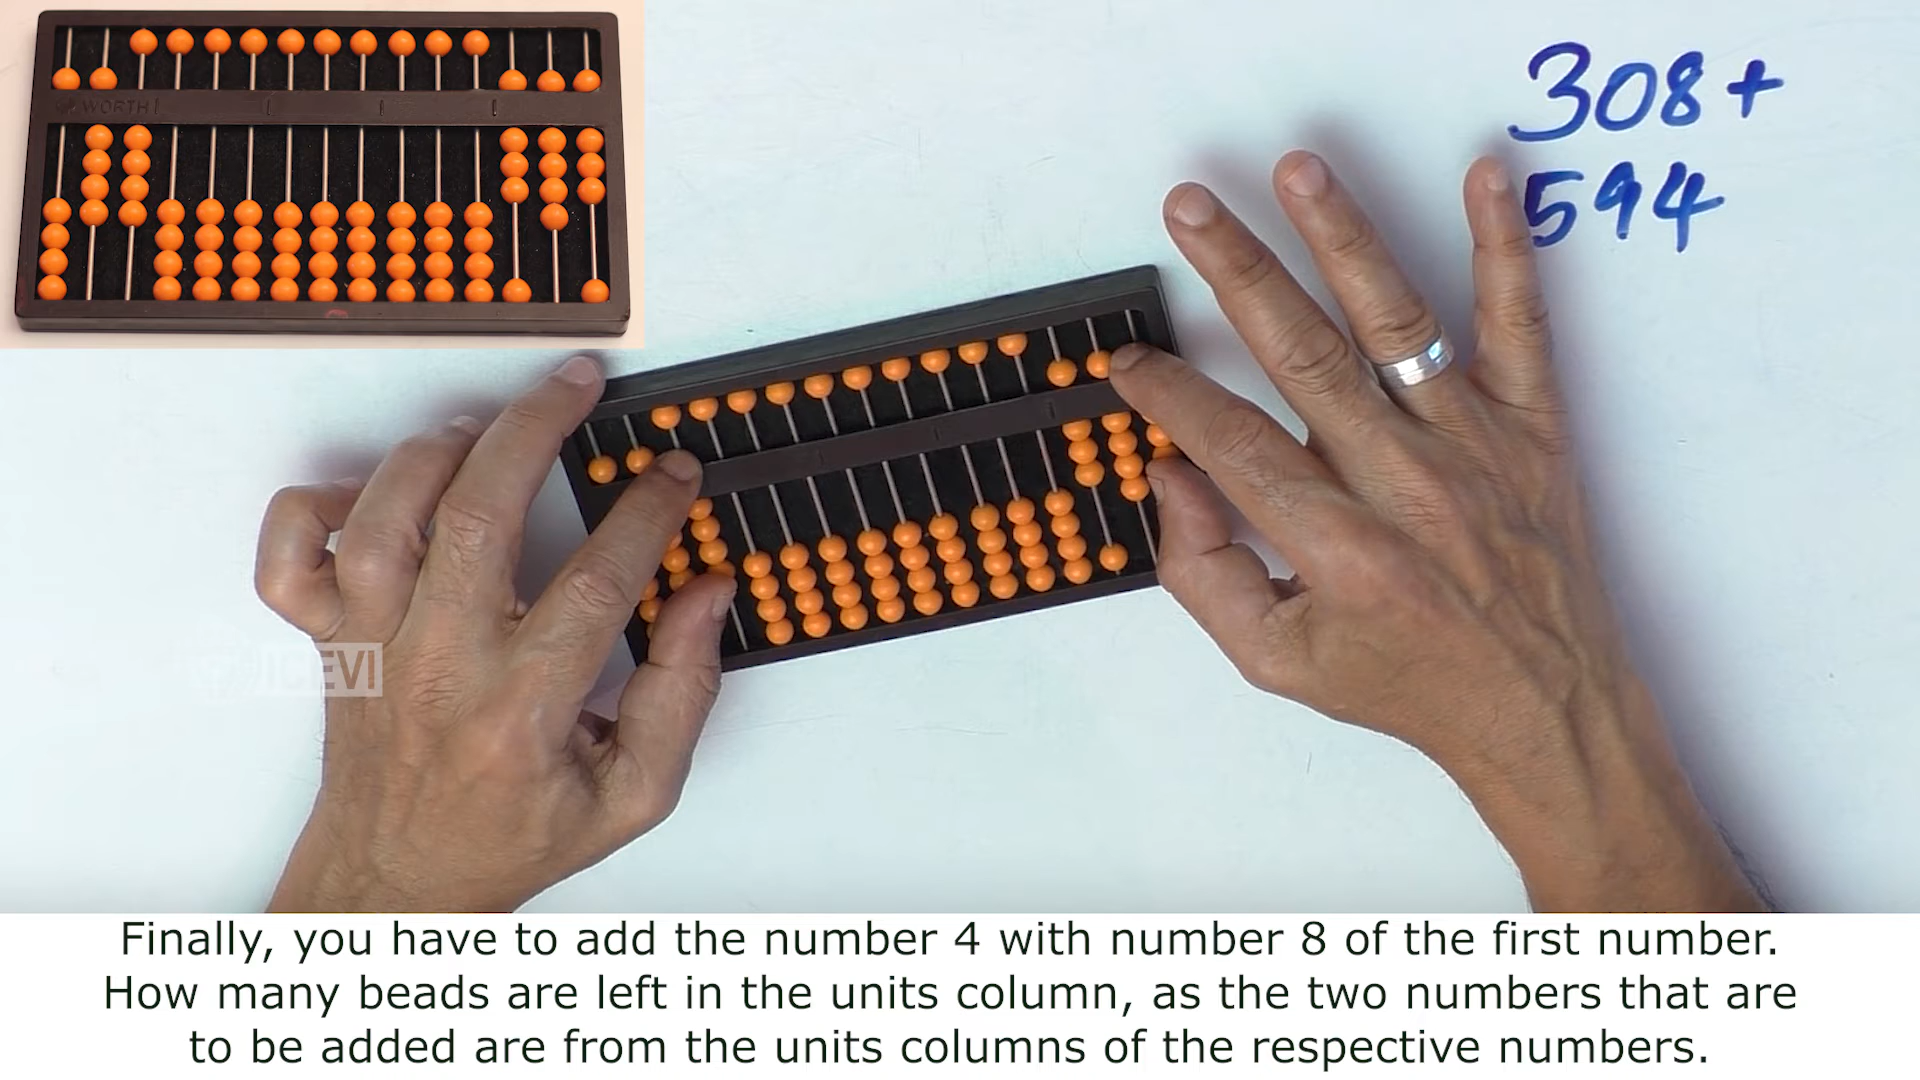 WORTH
308+
594
ICEVI
Finally, you have to add the number 4 with number 8 of the first number.
How many beads are left in the units column, as the two numbers that are
to be added are from the units columns of the respective numbers.